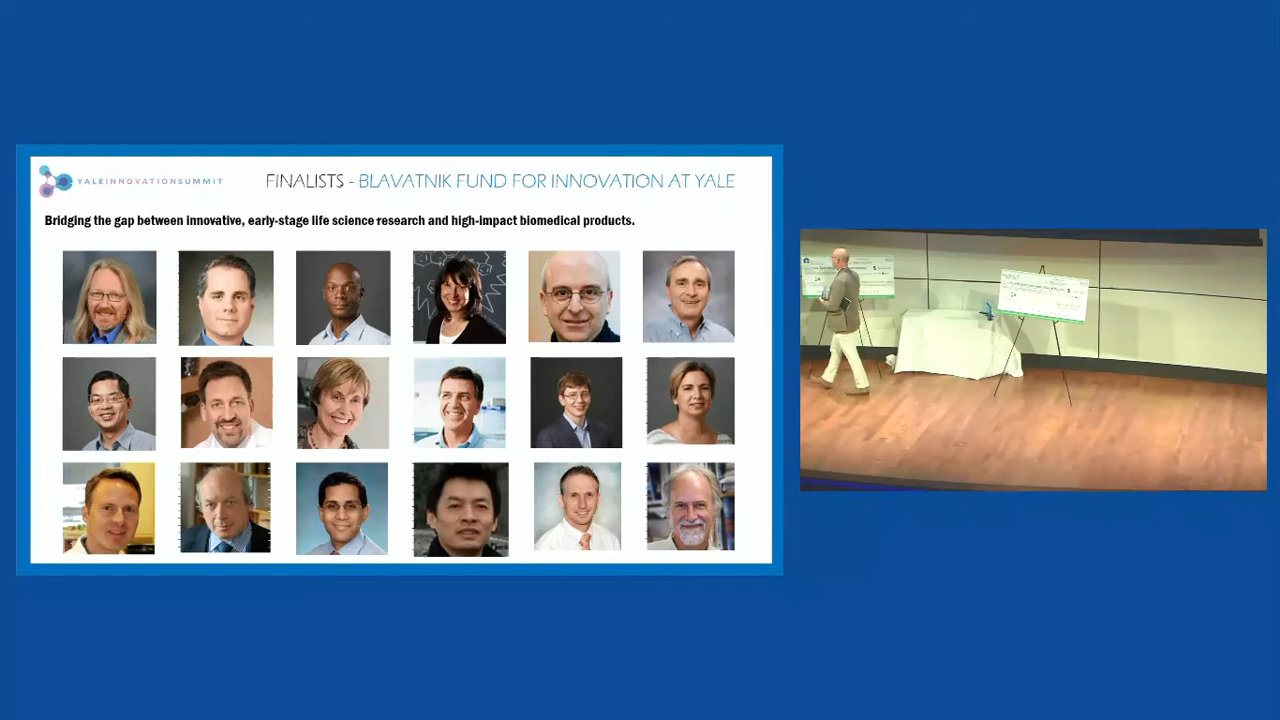 YALEINNOVATIONSUMMIT
FINALISTS - BLAVATNIK FUND FOR INNOVATION AT YALE
Bridging the gap between innovative, early-stage life science research and high-impact biomedical products.